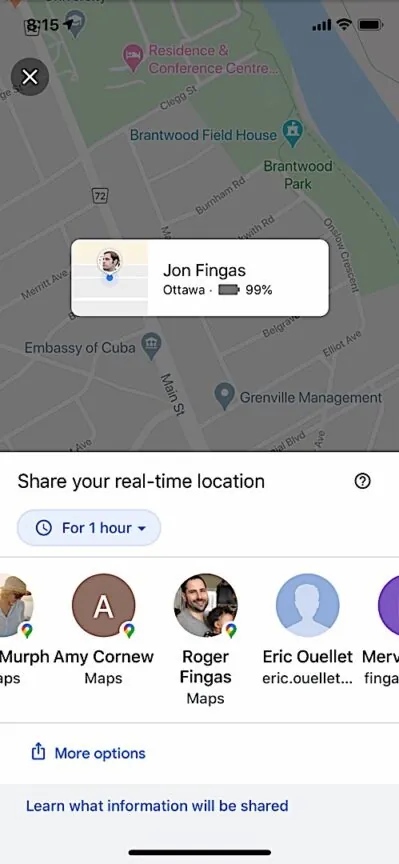 8:15
Residence &
Conference Centre...
Clegg St
Brantwood Field House
Brantwood
Park
72
Burnham Rd
Onslow Crescent
Jon Fingas
Ottawa · 99%
Merritt Ave
Belgra
Elliot Ave
Embassy of Cuba
Main St
Grenville Management
Ave
Blvd
Share your real-time location
For 1 hour
Murph
Amy Cornew
Maps
Roger
Fingas
Maps
Eric Ouellet
eric.ouellet...
Merv
finga
More options
Learn what information will be shared